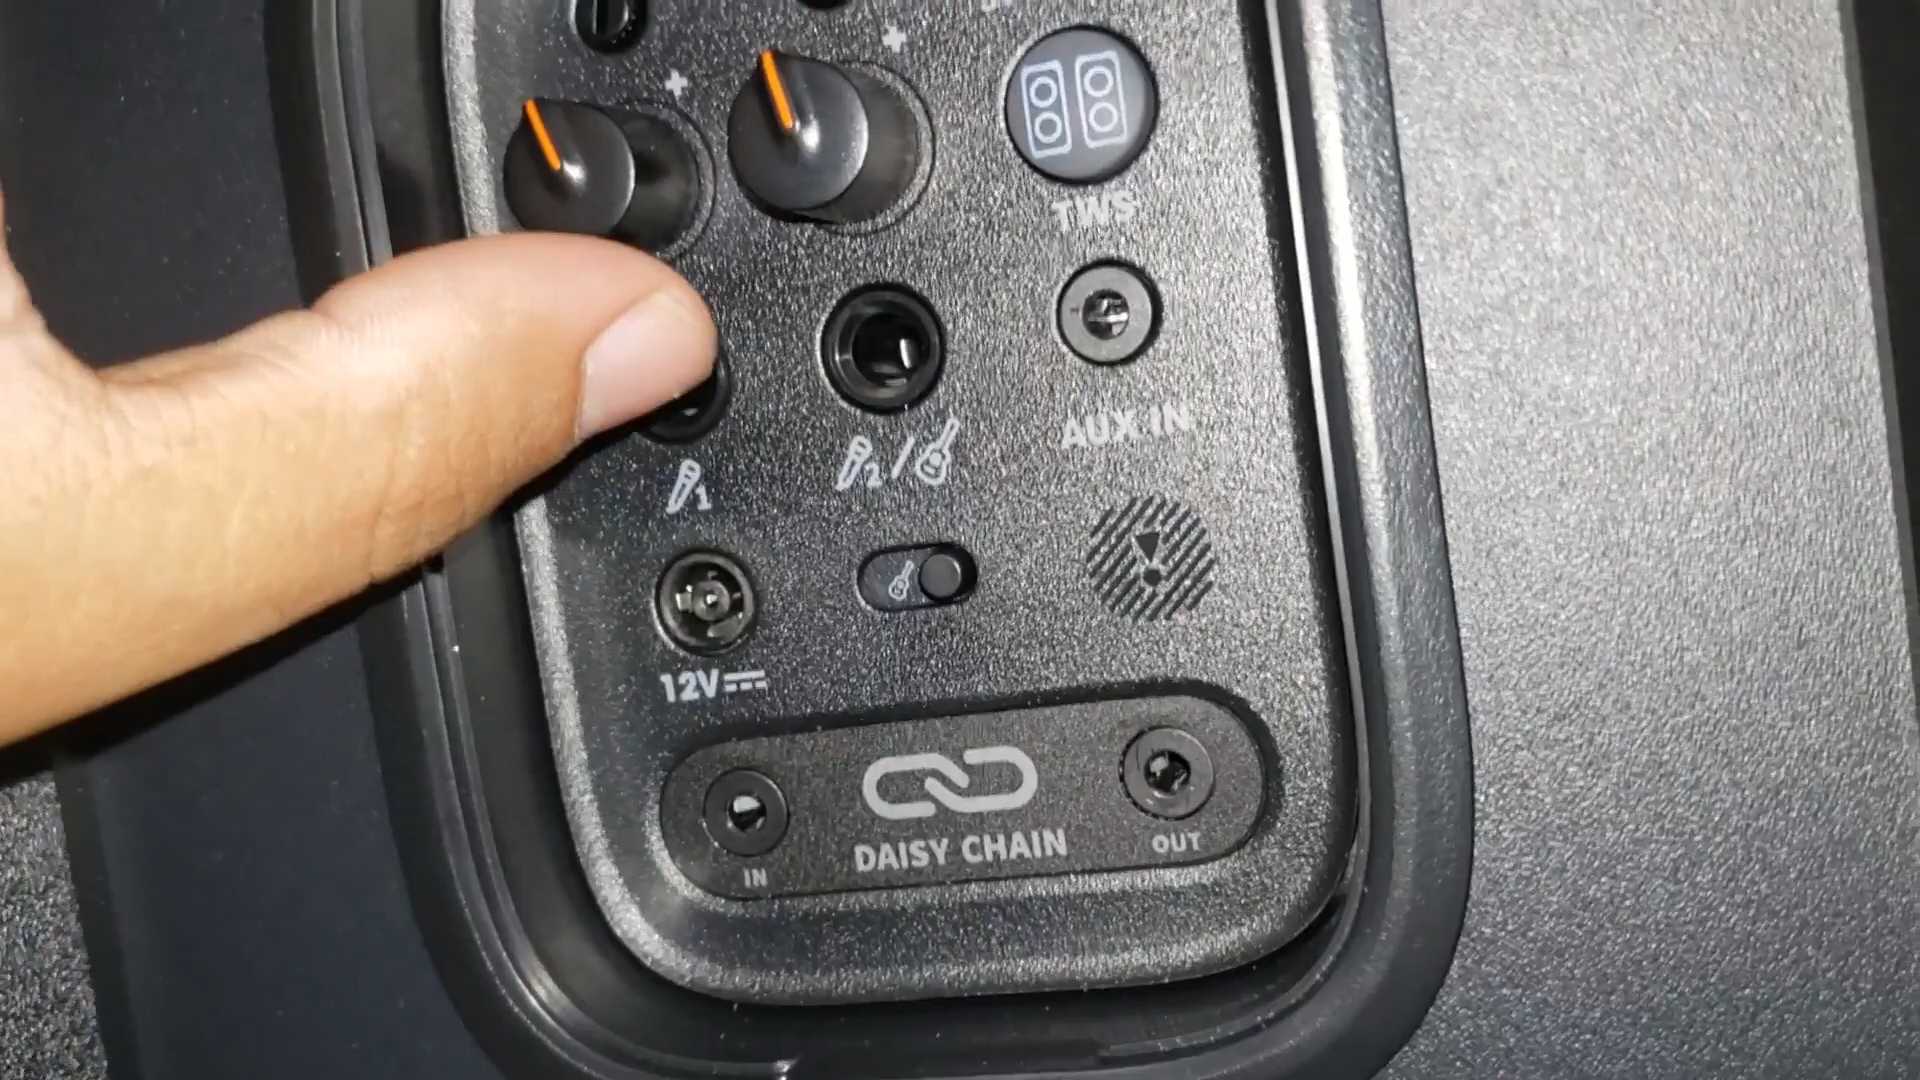 + +
TWS
AUX IN
1
2 /
12V
IN
DAISY CHAIN
OUT